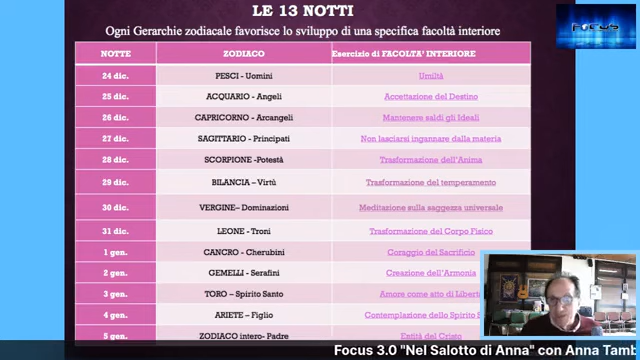 LE 13 NOTTI
Ogni Gerarchie zodiacale favorisce lo sviluppo di una specifica facoltà interiore
NOTTE ZODIACO Esercizio di FACOLTA' INTERIORE
24 dic. PESCI - Uomini Umiltà
25 dic. ACQUARIO - Angeli Accettazione del Destino
26 dic. CAPRICORNO - Arcangeli Mantenere saldi gli Ideali
27 dic. SAGITTARIO - Principati Non lasciarsi ingannare dalla materia
28 dic. SCORPIONE -Potestà Trasformazione dell'Anima
29 dic. BILANCIA – Virtù Trasformazione del temperamento
30 dic. VERGINE– Dominazioni Meditazione sulla saggezza universale
31 dic. LEONE - Troni Trasformazione del Corpo Fisico
1 gen. CANCRO - Cherubini Coraggio del Sacrificio
2 gen. GEMELLI - Serafini Creazione dell'Armonia
3 gen. TORO – Spirito Santo Amore come atto di Libert
4 gen. ARIETE - Figlio Contemplazione dello Spirito S
5 gen. ZODIACO intero- Padre Entità del Cristo
FOCUS
Focus 3.0 "Nel Salotto di Anna" con Anna Tamb